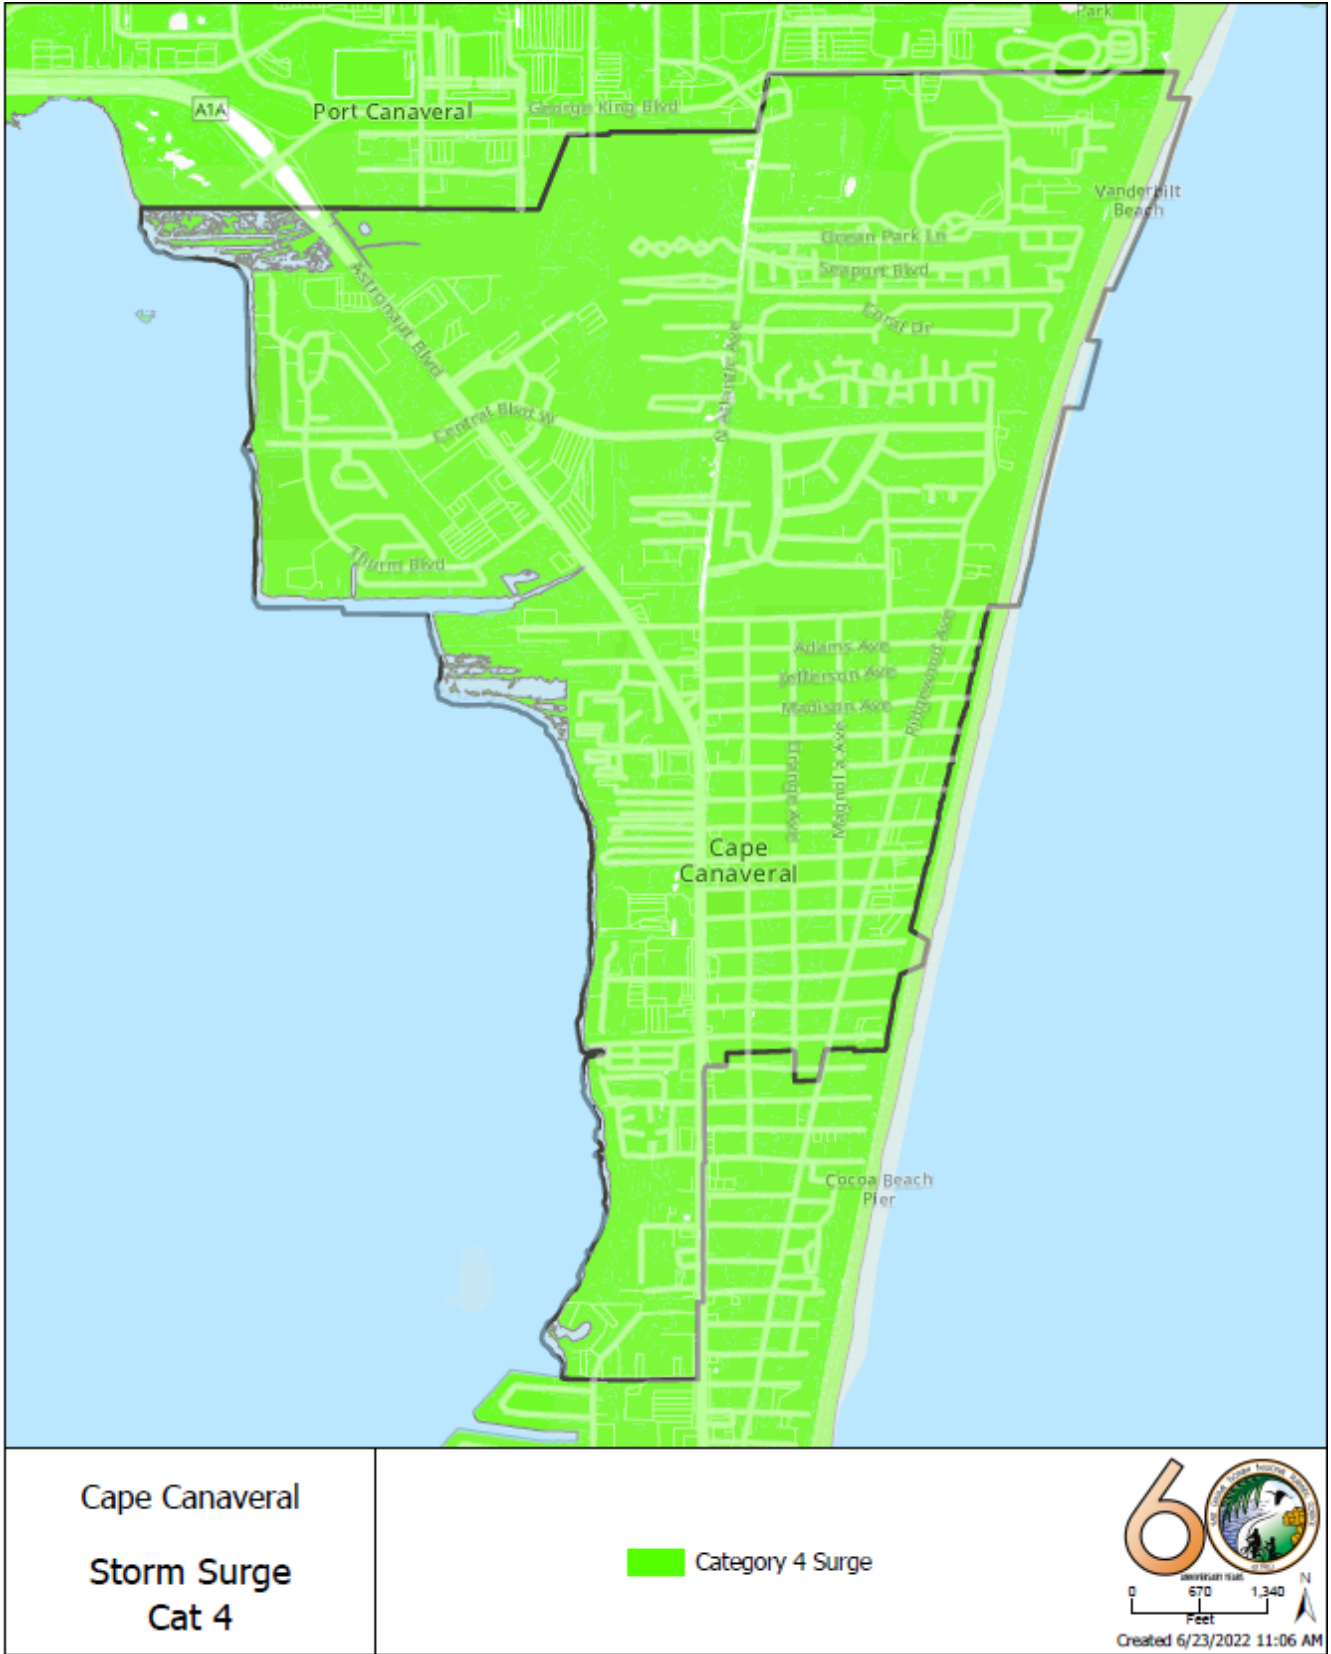 Park
A1A
Port Canaveral
George King Blvd
Vanderbilt
Beach
Ocean Park Ln
Seaport Blvd
Astronaut Blvd
Coral Dr
N Atlantic Ave
Central Blvd W
Thurm Blvd
Adams Ave
Jefferson Ave
Madison Ave
Ridgewood Ave
Orange Ave
Magnolia Ave
Cape
Canaveral
Cocoa Beach
Pier
Cape Canaveral
Storm Surge
Cat 4
Category 4 Surge
60
N
0 670 1,340
Feet
Created 6/23/2022 11:06 AM